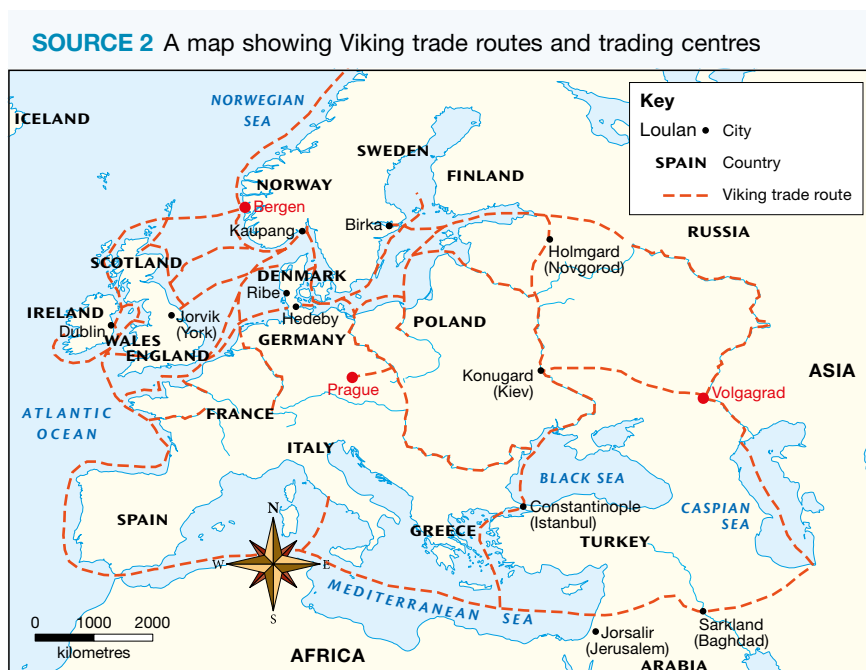 SOURCE 2 A map showing Viking trade routes and trading centres
Key
Loulan City
SPAIN Country
Viking trade route
NORWEGIAN
SEA
ICELAND
SWEDEN
FINLAND
NORWAY
Bergen
Kaupang
Birka
RUSSIA
Holmgard
(Novgorod)
SCOTLAND
DENMARK
Ribe
Hedeby
IRELAND
Dublin
Jorvik
(York)
WALES
ENGLAND
GERMANY
POLAND
Konugard
(Kiev)
ASIA
Prague
Volgagrad
ATLANTIC
OCEAN
FRANCE
ITALY
BLACK SEA
CASPIAN
SEA
SPAIN
Constantinople
(Istanbul)
GREECE
TURKEY
N
W
E
S
MEDITERRANEAN SEA
0 1000 2000
kilometres
Jorsalir
(Jerusalem)
Sarkland
(Baghdad)
AFRICA
ARABIA